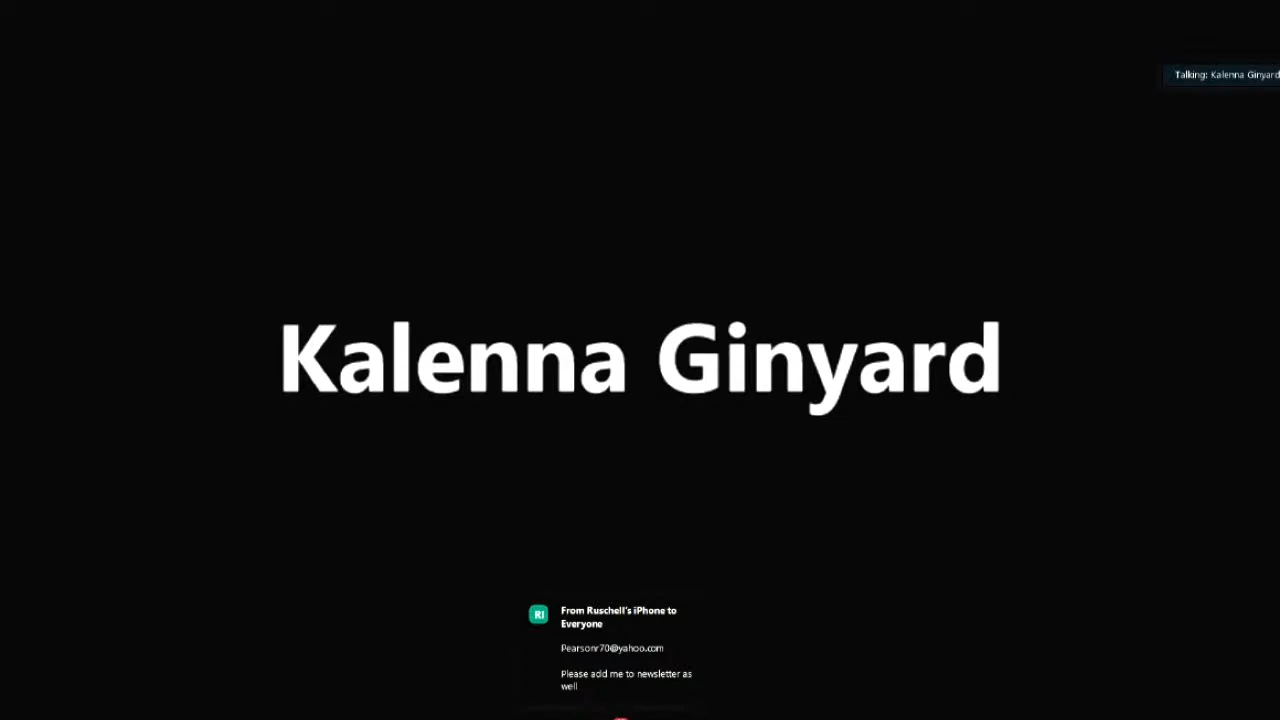 Talking: Kalenna Ginyard
Kalenna Ginyard
RI
From Ruschell's iPhone to
Everyone
Pearsonr70@yahoo.com
Please add me to newsletter as
well